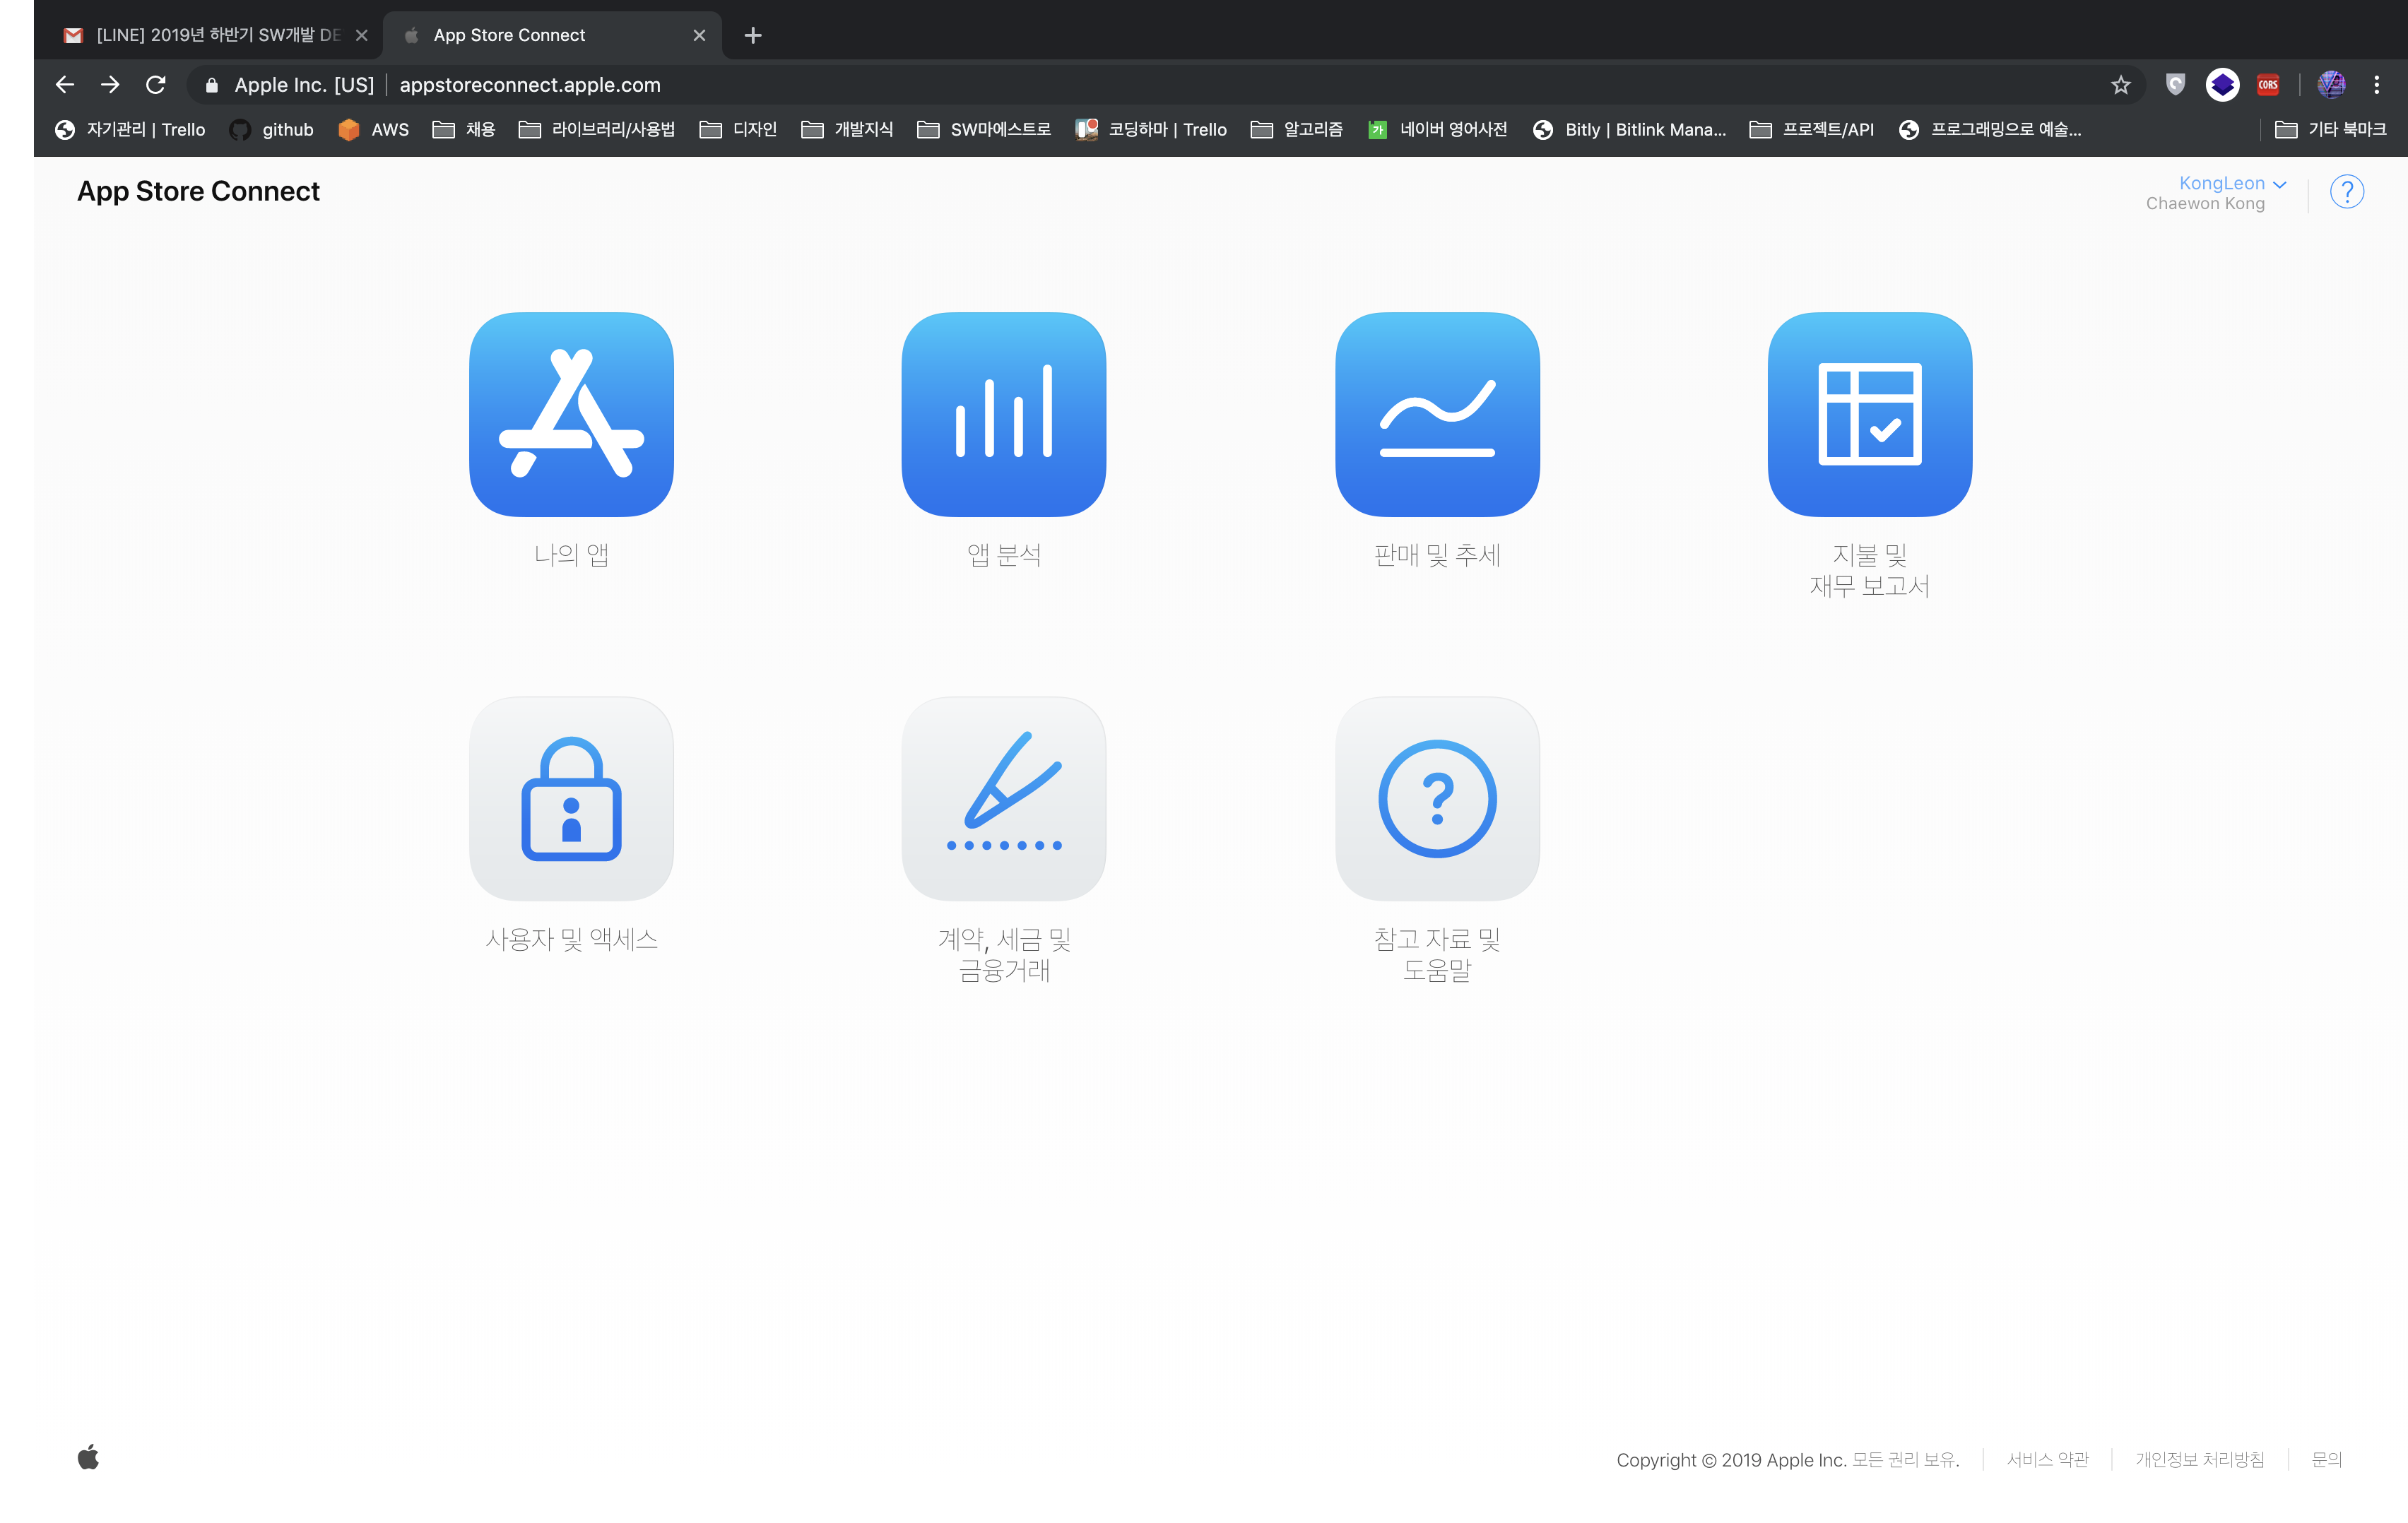 [LINE] 2019년 하반기 SW개발 DE
App Store Connect
Apple Inc. [US] appstoreconnect.apple.com
CORS
자기관리 | Trello github AWS 채용 라이브러리/사용법 디자인 개발지식 SW마에스트로 코딩하마 | Trello 알고리즘 네이버 영어사전 Bitly | Bitlink Mana... 프로젝트/API 프로그래밍으로 예술... 기타 북마크
App Store Connect
KongLeon
Chaewon Kong
?
나의 앱
앱 분석
판매 및 추세
지불 및
재무 보고서
사용자 및 액세스
계약, 세금 및
금융거래
?
참고 자료 및
도움말
Copyright © 2019 Apple Inc. 모든 권리 보유. 서비스 약관 개인정보 처리방침 문의